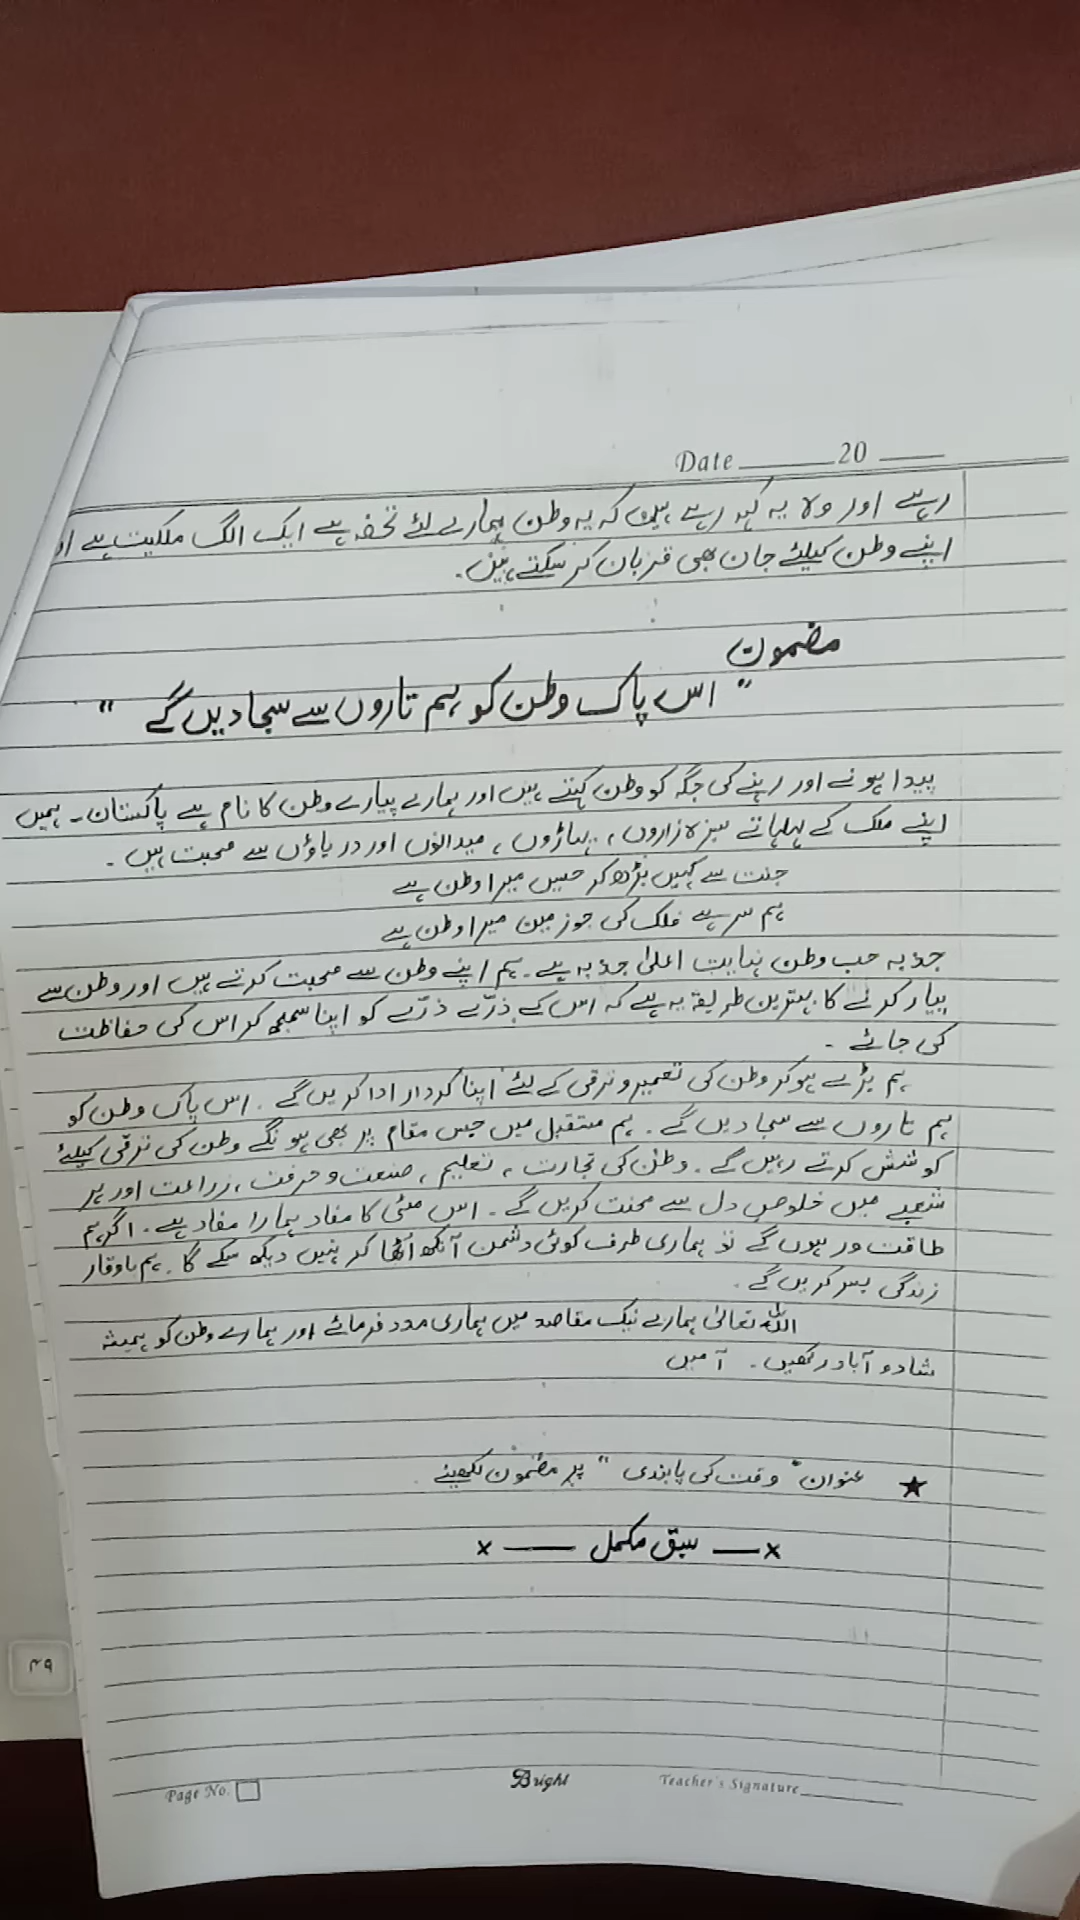 Date ______ 20 ____
رہے اور وہ یہ کہہ رہے ہیں کہ یہ وطن ہمارے لئے تحفہ ہے ایک الگ ملکیت ہے
اپنے وطن کیلئے جان بھی قربان کر سکتے ہیں۔
مضمون
" اس پاک وطن کو ہم تاروں سے سجا دیں گے "
پیدا ہونے اور رہنے کی جگہ کو وطن کہتے ہیں اور ہمارے پیارے وطن کا نام ہے پاکستان۔ ہمیں
اپنے ملک کے لہلہاتے سبزہ زاروں، پہاڑوں، میدانوں اور دریاؤں سے محبت ہیں۔
جنت سے کہیں بڑھ کر حسیں میرا وطن ہے
ہم سر ہے فلک کی جو زمین میرا وطن ہے
جذبہ حب وطن نہایت اعلیٰ جذبہ ہے۔ ہم اپنے وطن سے محبت کرتے ہیں اور وطن سے
پیار کرنے کا بہترین طریقہ یہ ہے کہ اس کے ذرّے ذرّے کو اپنا سمجھ کر اس کی حفاظت
کی جائے ۔
ہم بڑے ہو کر وطن کی تعمیر و ترقی کے لئے اپنا کردار ادا کریں گے ۔ اس پاک وطن کو
ہم تاروں سے سجا دیں گے ۔ ہم مستقبل میں جس مقام پر بھی ہونگے وطن کی ترقی کیلئے
کوشش کرتے رہیں گے ۔ وطن کی تجارت ، تعلیم ، صنعت و حرفت ، زراعت اور ہر
شعبے میں خلوصِ دل سے محنت کریں گے ۔ اس مٹی کا مفاد ہمارا مفاد ہے ۔ اگر ہم
طاقت ور ہوں گے تو ہماری طرف کوئی دشمن آنکھ اُٹھا کر نہیں دیکھ سکے گا ۔ ہم باوقار
زندگی بسر کریں گے ۔
اللہ تعالیٰ ہمارے نیک مقاصد میں ہماری مدد فرمائے اور ہمارے وطن کو ہمیشہ
شاد و آباد رکھیں ۔ آمیں
★ عنوان " وقت کی پابندی " پر مضمون لکھیئے
x — سبق مکمل — x
۴۹
Page No. Bright Teacher's Signature